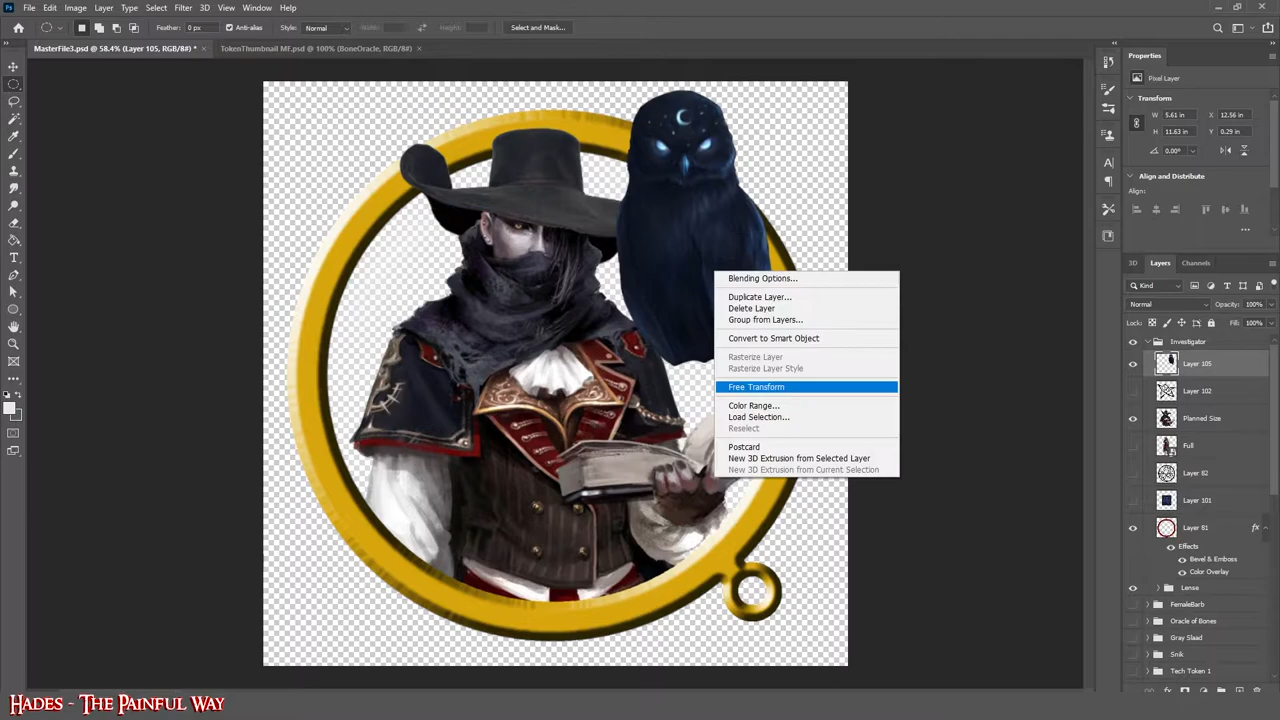 Ps File Edit Image Layer Type Select Filter 3D View Window Help
Feather: 0 px Anti-alias Style: Normal Width: Height: Select and Mask...
MasterFile3.psd @ 58.4% (Layer 105, RGB/8#) * × TokenThumbnail MF.psd @ 100% (BoneOracle, RGB/8#) ×
Properties
Pixel Layer
Transform
W 5.61 in X 12.56 in
H 11.63 in Y 0.29 in
0.00°
Align and Distribute
Align:
3D Layers Channels
Kind
Normal Opacity: 100%
Lock: Fill: 100%
Investigator
Layer 105
Layer 102
Planned Size
Full
Layer 82
Layer 101
Layer 81 fx
Effects
Bevel & Emboss
Color Overlay
Lense
FemaleBarb
Oracle of Bones
Gray Slaad
Snik
Tech Token 1
Blending Options...
Duplicate Layer...
Delete Layer
Group from Layers...
Convert to Smart Object
Rasterize Layer
Rasterize Layer Style
Free Transform
Color Range...
Load Selection...
Reselect
Postcard
New 3D Extrusion from Selected Layer
New 3D Extrusion from Current Selection
Hades - The Painful Way